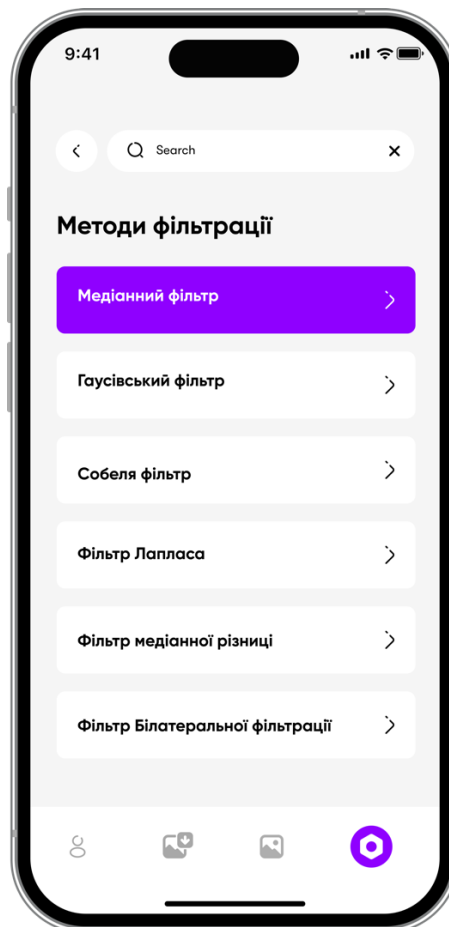 9:41
Search
Методи фільтрації
Медіанний фільтр
Гаусівський фільтр
Собеля фільтр
Фільтр Лапласа
Фільтр медіанної різниці
Фільтр Білатеральної фільтрації